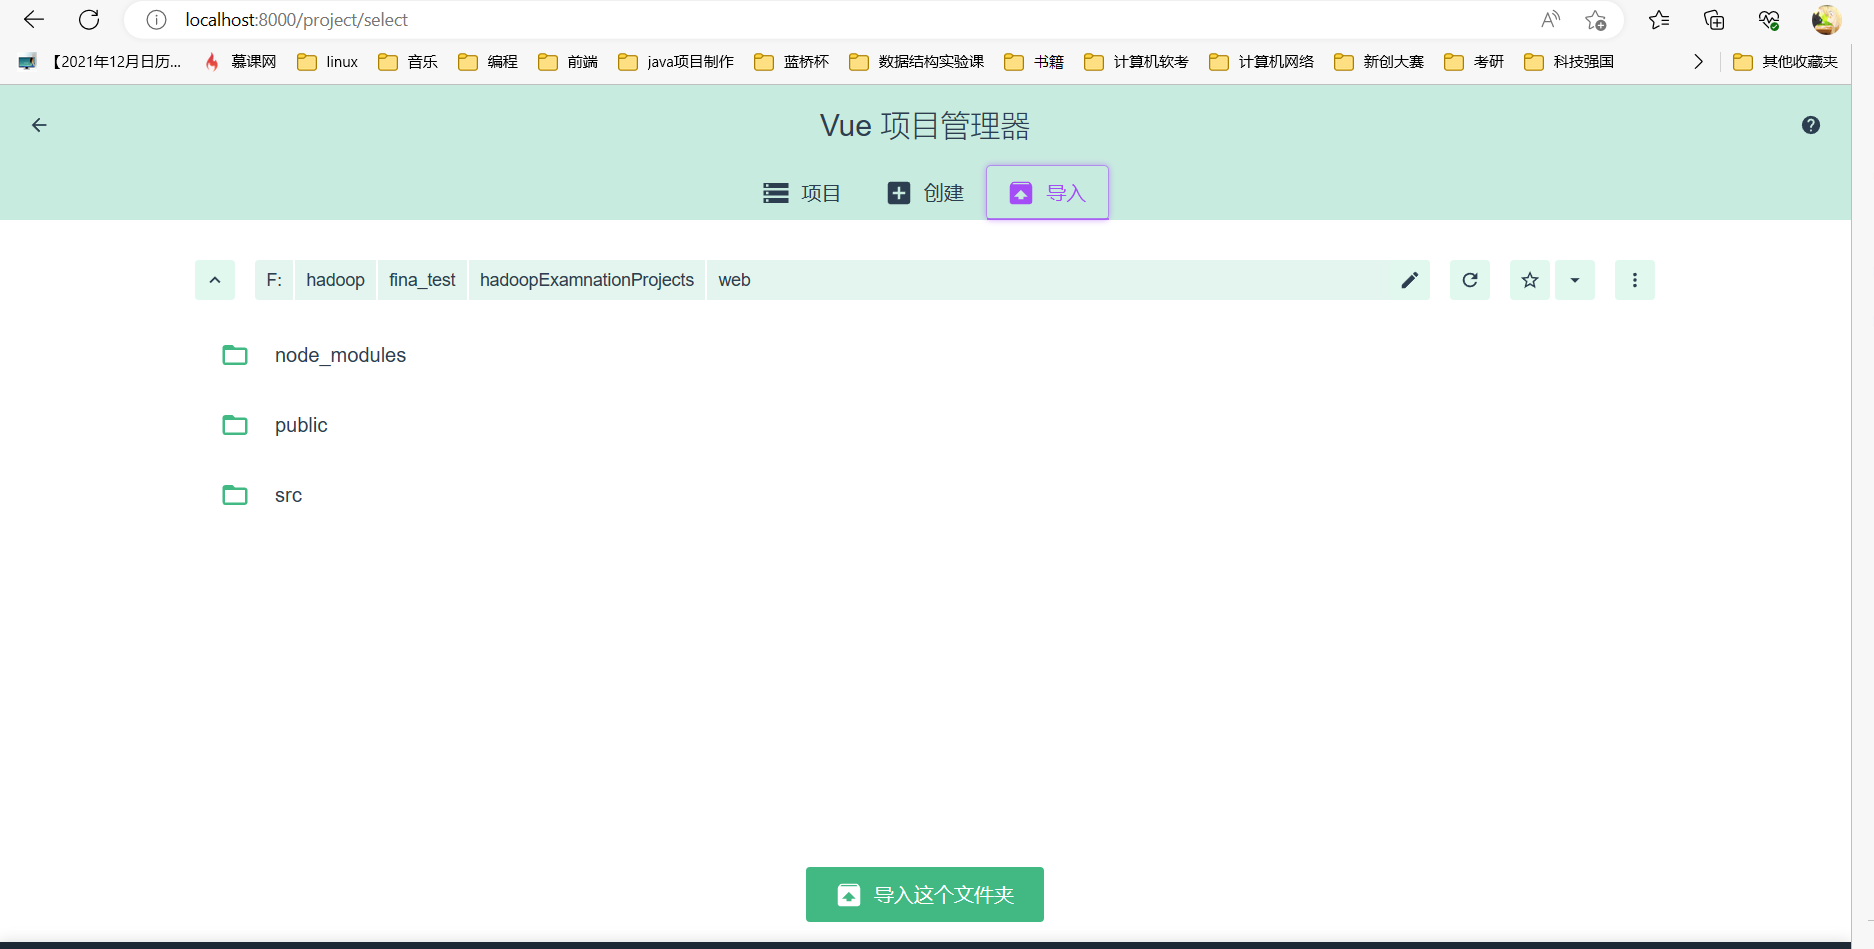 localhost:8000/project/select
【2021年12月日历... 慕课网 linux 音乐 编程 前端 java项目制作 蓝桥杯 数据结构实验课 书籍 计算机软考 计算机网络 新创大赛 考研 科技强国 其他收藏夹
Vue 项目管理器
项目 创建 导入
F: hadoop fina_test hadoopExamnationProjects web
node_modules
public
src
导入这个文件夹